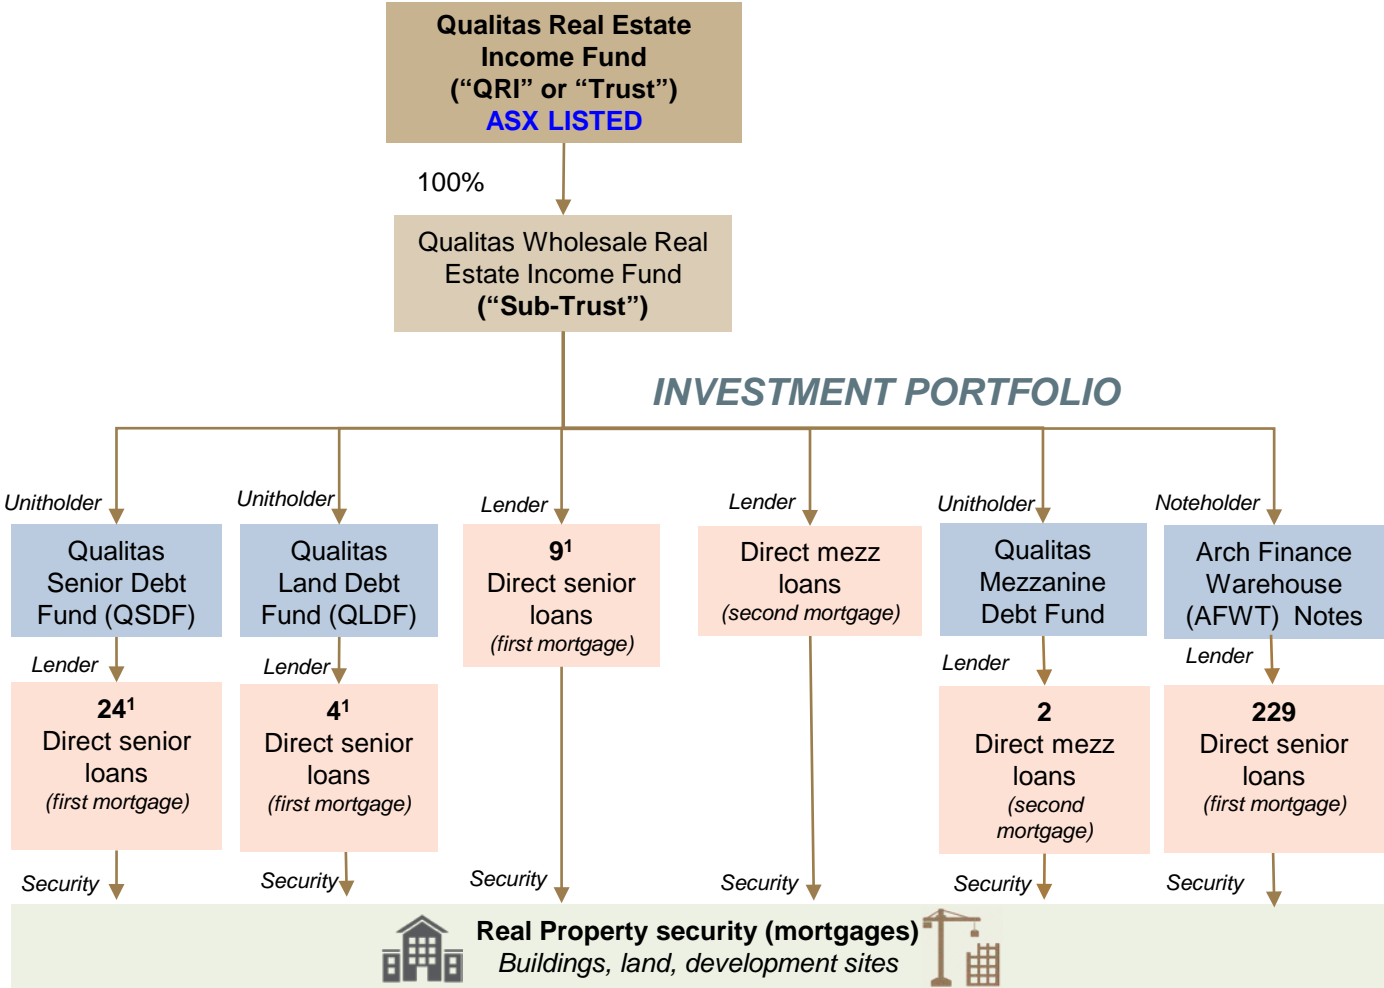 Qualitas Real Estate
Income Fund
(“QRI” or “Trust”)
ASX LISTED
100%
Qualitas Wholesale Real
Estate Income Fund
(“Sub-Trust”)
INVESTMENT PORTFOLIO
Unitholder
Unitholder
Lender
Lender
Unitholder
Noteholder
Qualitas
Senior Debt
Fund (QSDF)
Qualitas
Land Debt
Fund (QLDF)
9¹
Direct senior
loans
(first mortgage)
Direct mezz
loans
(second mortgage)
Qualitas
Mezzanine
Debt Fund
Arch Finance
Warehouse
(AFWT) Notes
Lender
Lender
Lender
Lender
24¹
Direct senior
loans
(first mortgage)
4¹
Direct senior
loans
(first mortgage)
2
Direct mezz
loans
(second
mortgage)
229
Direct senior
loans
(first mortgage)
Security
Security
Security
Security
Security
Security
Real Property security (mortgages)
Buildings, land, development sites